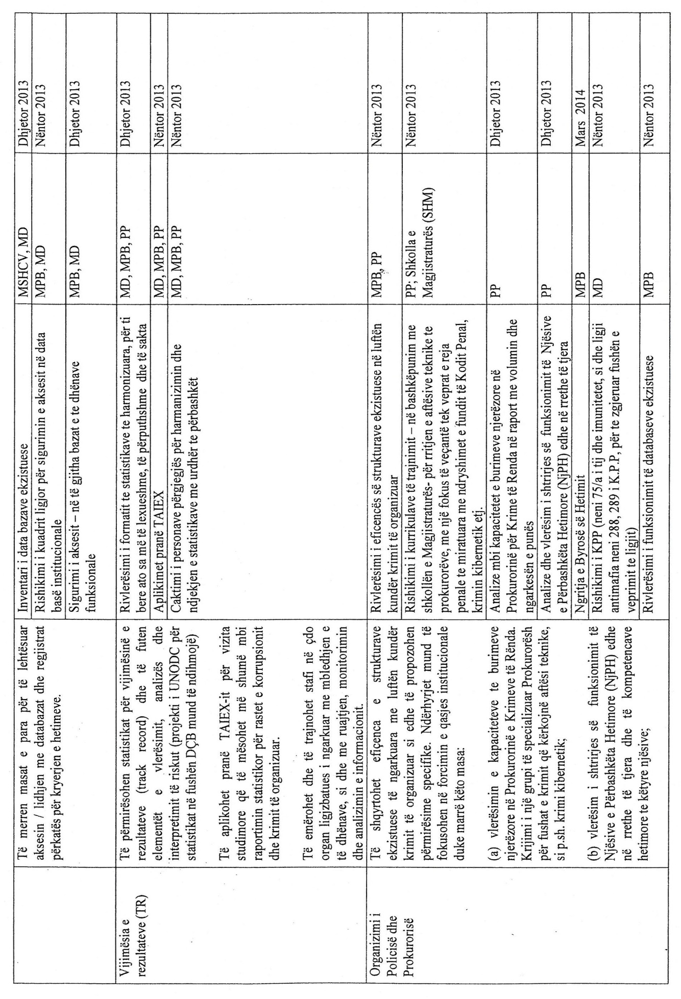 Të merren masat e para për të lehtësuar
aksesin / lidhjen me databazat dhe regjistrat
përkatës për kryerjen e hetimeve.
Inventari i data bazave ekzistuese
MSHCV, MD
Dhjetor 2013
Rishikimi i kuadrit ligjor për sigurimin e aksesit në data
basë institucionale
MPB, MD
Nëntor 2013
Sigurimi i aksesit – në të gjitha bazat e te dhënave
funksionale
MPB, MD
Dhjetor 2013
Vijimësia e
rezultateve (TR)
Të përmirësohen statistikat për vijimësinë e
rezultateve (track record) dhe të futen
elementët e vlerësimit, analizës dhe
interpretimit të riskut (projekti i UNODC për
statistikat në fushën DÇB mund të ndihmojë)
Të aplikohet pranë TAIEX-it për vizita
studimore që të mësohet më shumë mbi
raportimin statistikor për rastet e korrupsionit
dhe krimit të organizuar.
Të emërohet dhe të trajnohet stafi në çdo
organ ligjzbatues i ngarkuar me mbledhjen e
të dhënave, si dhe me ruajtjen, monitorimin
dhe analizimin e informacionit.
Rivlerësimi i formatit te statistikave te harmonizuara, për ti
bere ato sa më të lexueshme, të përputhshme dhe të sakta
MD, MPB, PP
Dhjetor 2013
Aplikimet pranë TAIEX
MD, MPB, PP
Nëntor 2013
Caktimi i personave përgjegjës për harmanizimin dhe
ndjekjen e statistikave me urdhër te përbashkët
MD, MPB, PP
Nëntor 2013
Organizimi i
Policisë dhe
Prokurorisë
Të shqyrtohet efiçenca e strukturave
ekzistuese të ngarkuara me luftën kundër
krimit të organizuar si edhe të propozohen
përmirësime specifike. Ndërhyrjet mund të
fokusohen në forcimin e qasjes institucionale
duke marrë këto masa:
(a) vlerësimin e kapaciteteve te burimeve
njerëzore në Prokurorinë e Krimeve të Rënda.
Krijimi i një grupi të specializuar Prokurorësh
për fushat e krimit që kërkojnë aftësi teknike,
si p.sh. krimi kibernetik;
(b) vlerësim i shtrirjes së funksionimit të
Njësive e Përbashkëta Hetimore (NjPH) edhe
në rrethe të tjera dhe të kompetencave
hetimore te këtyre njësive;
Rivlerësimi i eficencës së strukturave ekzistuese në luftën
kundër krimit të organizuar
MPB, PP
Nëntor 2013
Rishikimi i kurrikulave të trajnimit – në bashkëpunim me
shkollën e Magjistraturës- për rritjen e aftësive teknike te
prokurorëve, me një fokus të veçantë tek veprat e reja
penale te miratuara me ndryshimet e fundit të Kodit Penal,
krimin kibernetik etj.
PP; Shkolla e
Magjistraturës (SHM)
Nëntor 2013
Analize mbi kapacitetet e burimeve njerëzore në
Prokurorinë për Krime të Renda në raport me volumin dhe
ngarkesën e punës
PP
Dhjetor 2013
Analize dhe vlerësim i shtrirjes së funksionimit të Njësive
e Përbashkëta Hetimore (NjPH) edhe në rrethe të tjera
PP
Dhjetor 2013
Ngritja e Byrosë së Hetimit
MPB
Mars 2014
Rishikimi i KPP (neni 75/a i tij dhe imunitetet, si dhe ligji
antimafia neni 288, 289 i K.P.P, për te zgjeruar fushën e
veprimit te ligjit)
MD
Nëntor 2013
Rivlerësimi i funksionimit të databaseve ekzistuese
MPB
Nëntor 2013